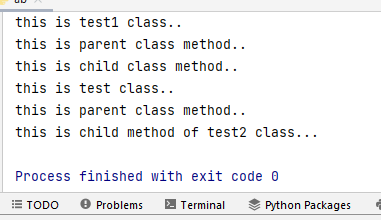 this is test1 class..
this is parent class method..
this is child class method..
this is test class..
this is parent class method..
this is child method of test2 class...
Process finished with exit code 0
TODO Problems Terminal Python Packages